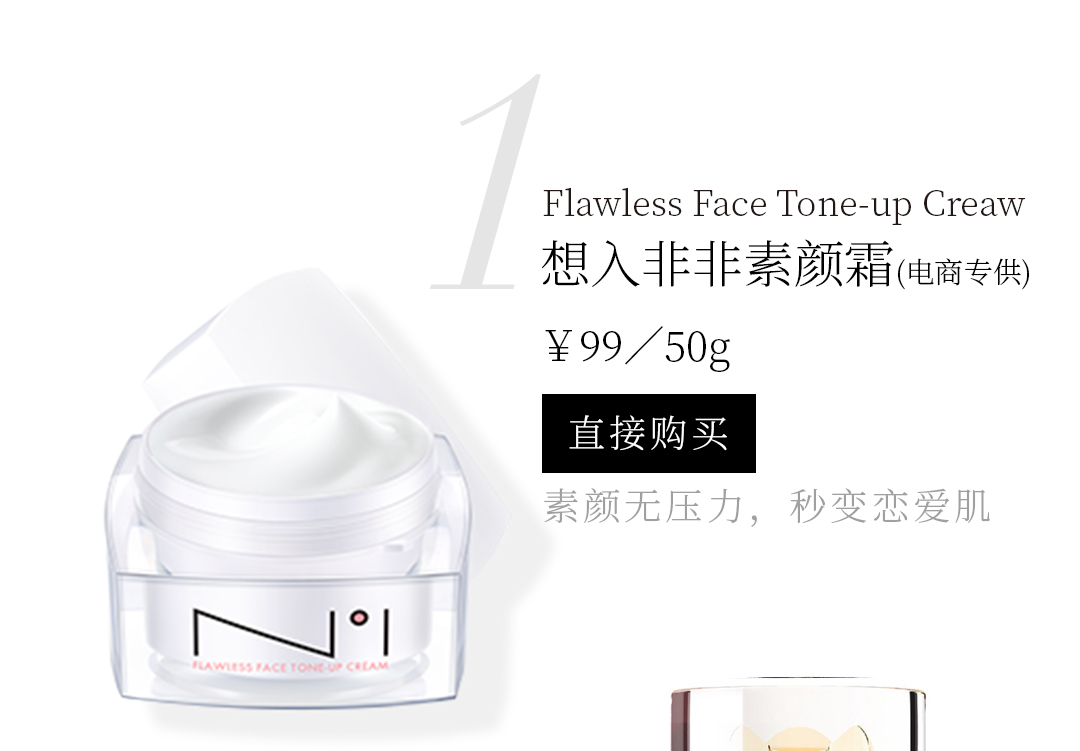 1
Flawless Face Tone-up Creaw
想入非非素颜霜(电商专供)
￥99／50g
直接购买
素颜无压力，秒变恋爱肌
N°1
FLAWLESS FACE TONE-UP CREAM